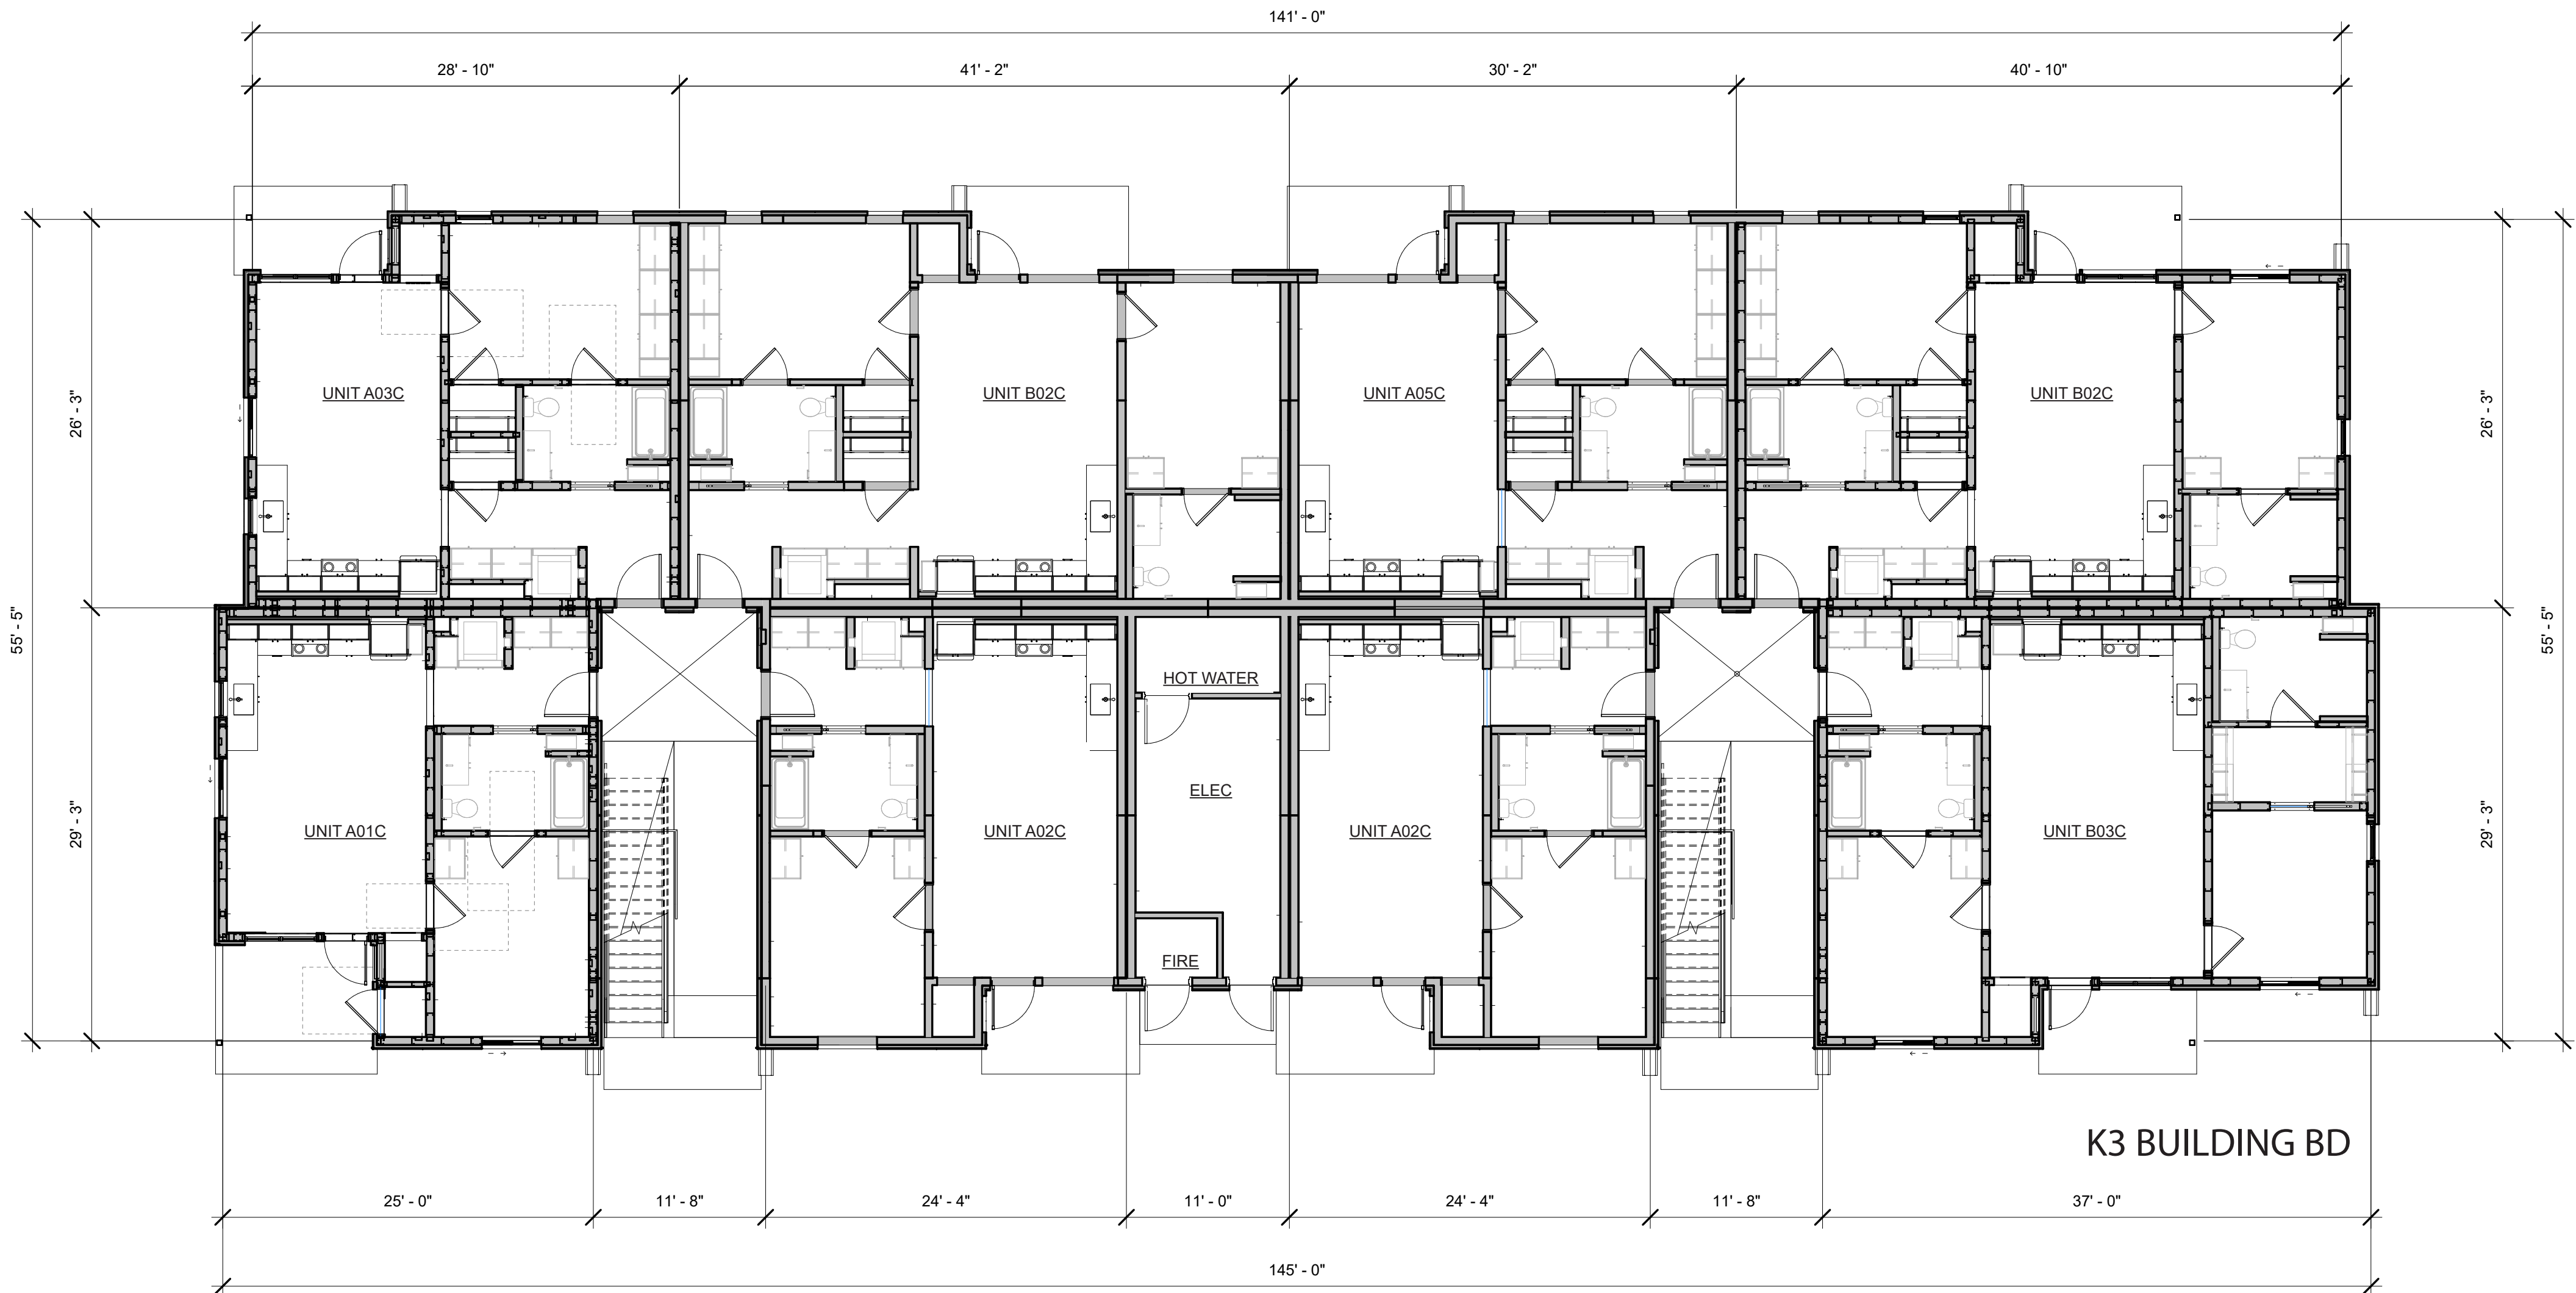 141' - 0"
28' - 10"
41' - 2"
30' - 2"
40' - 10"
UNIT A03C
UNIT B02C
UNIT A05C
UNIT B02C
26' - 3"
26' - 3"
55' - 5"
55' - 5"
HOT WATER
ELEC
UNIT A01C
UNIT A02C
UNIT A02C
UNIT B03C
29' - 3"
29' - 3"
FIRE
K3 BUILDING BD
25' - 0"
11' - 8"
24' - 4"
11' - 0"
24' - 4"
11' - 8"
37' - 0"
145' - 0"